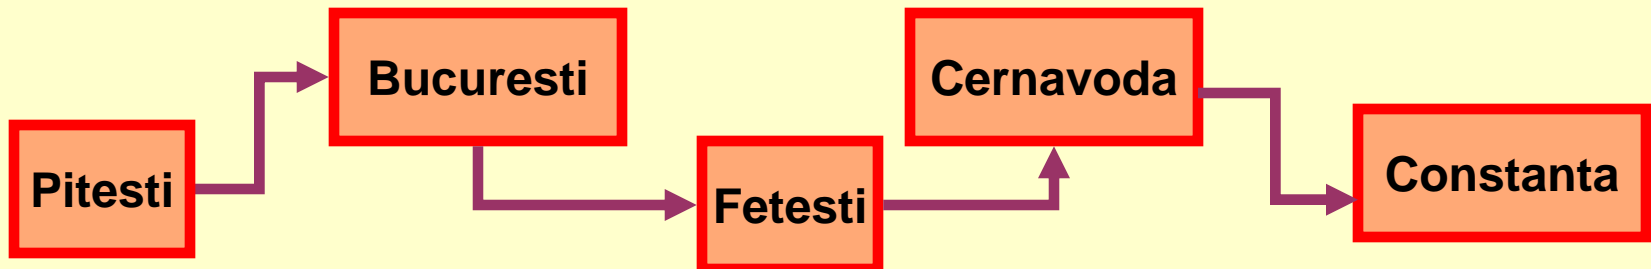 Pitesti
Bucuresti
Fetesti
Cernavoda
Constanta